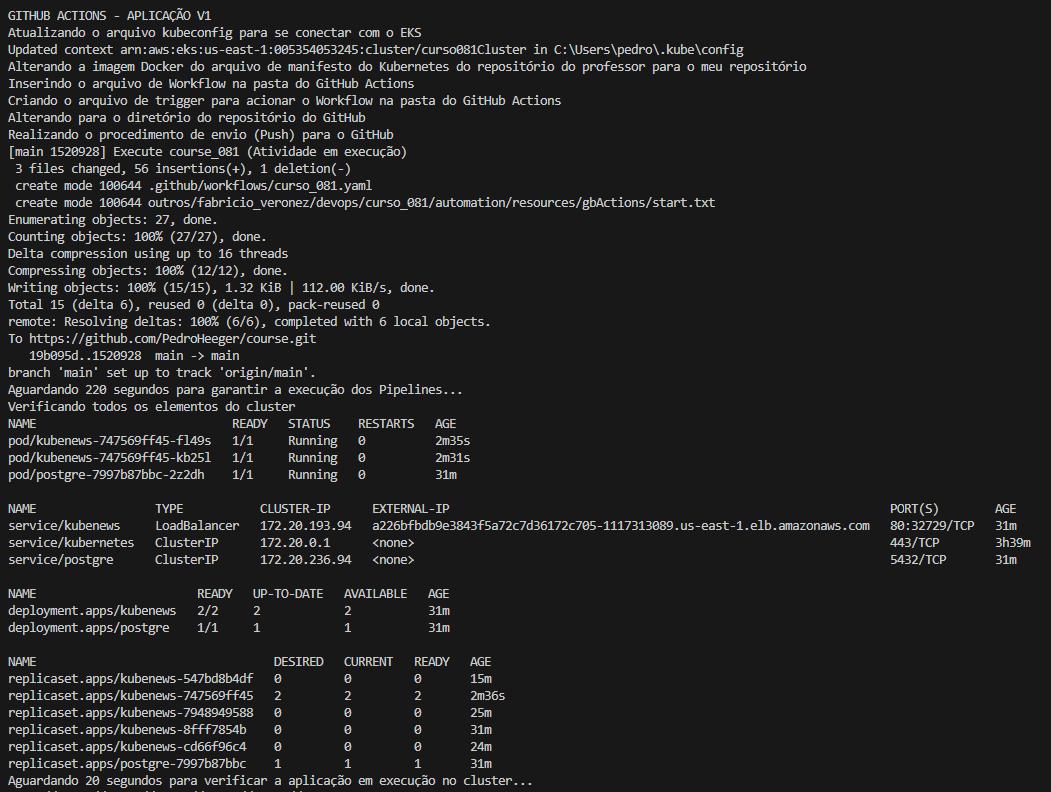 GITHUB ACTIONS - APLICAÇÃO V1
Atualizando o arquivo kubeconfig para se conectar com o EKS
Updated context arn:aws:eks:us-east-1:005354053245:cluster/curso081Cluster in C:\Users\pedro\.kube\config
Alterando a imagem Docker do arquivo de manifesto do Kubernetes do repositório do professor para o meu repositório
Inserindo o arquivo de Workflow na pasta do GitHub Actions
Criando o arquivo de trigger para acionar o Workflow na pasta do GitHub Actions
Alterando para o diretório do repositório do GitHub
Realizando o procedimento de envio (Push) para o GitHub
[main 1520928] Execute course_081 (Atividade em execução)
 3 files changed, 56 insertions(+), 1 deletion(-)
 create mode 100644 .github/workflows/curso_081.yaml
 create mode 100644 outros/fabricio_veronez/devops/curso_081/automation/resources/gbActions/start.txt
Enumerating objects: 27, done.
Counting objects: 100% (27/27), done.
Delta compression using up to 16 threads
Compressing objects: 100% (12/12), done.
Writing objects: 100% (15/15), 1.32 KiB | 112.00 KiB/s, done.
Total 15 (delta 6), reused 0 (delta 0), pack-reused 0
remote: Resolving deltas: 100% (6/6), completed with 6 local objects.
To https://github.com/PedroHeeger/course.git
   19b095d..1520928  main -> main
branch 'main' set up to track 'origin/main'.
Aguardando 220 segundos para garantir a execução dos Pipelines...
Verificando todos os elementos do cluster
NAME                            READY   STATUS    RESTARTS   AGE
pod/kubenews-747569ff45-fl49s   1/1     Running   0          2m35s
pod/kubenews-747569ff45-kb25l   1/1     Running   0          2m31s
pod/postgre-7997b87bbc-2z2dh    1/1     Running   0          31m

NAME                 TYPE           CLUSTER-IP      EXTERNAL-IP                                                               PORT(S)        AGE
service/kubenews     LoadBalancer   172.20.193.94   a226bfbdb9e3843f5a72c7d36172c705-1117313089.us-east-1.elb.amazonaws.com   80:32729/TCP   31m
service/kubernetes   ClusterIP      172.20.0.1      <none>                                                                    443/TCP        3h39m
service/postgre      ClusterIP      172.20.236.94   <none>                                                                    5432/TCP       31m

NAME                       READY   UP-TO-DATE   AVAILABLE   AGE
deployment.apps/kubenews   2/2     2            2           31m
deployment.apps/postgre    1/1     1            1           31m

NAME                                  DESIRED   CURRENT   READY   AGE
replicaset.apps/kubenews-547bd8b4df   0         0         0       15m
replicaset.apps/kubenews-747569ff45   2         2         2       2m36s
replicaset.apps/kubenews-7948949588   0         0         0       25m
replicaset.apps/kubenews-8fff7854b    0         0         0       31m
replicaset.apps/kubenews-cd66f96c4    0         0         0       24m
replicaset.apps/postgre-7997b87bbc    1         1         1       31m
Aguardando 20 segundos para verificar a aplicação em execução no cluster...